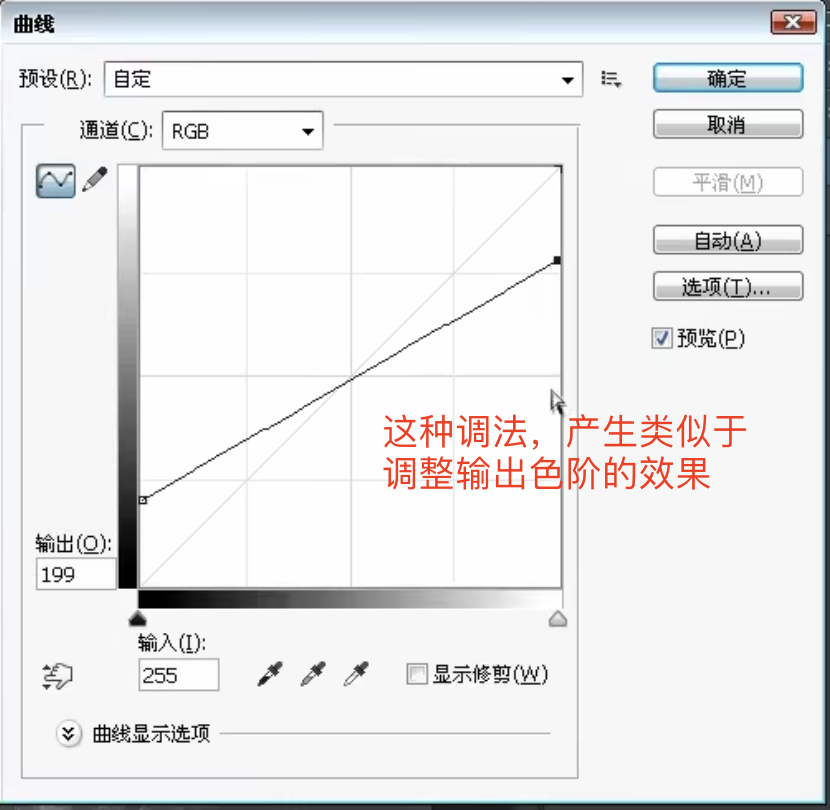 曲线
预设(R): 自定
确定
通道(C): RGB
取消
平滑(M)
自动(A)
选项(T)...
预览(P)
这种调法，产生类似于
调整输出色阶的效果
输出(O):
199
输入(I):
255
显示修剪(W)
曲线显示选项